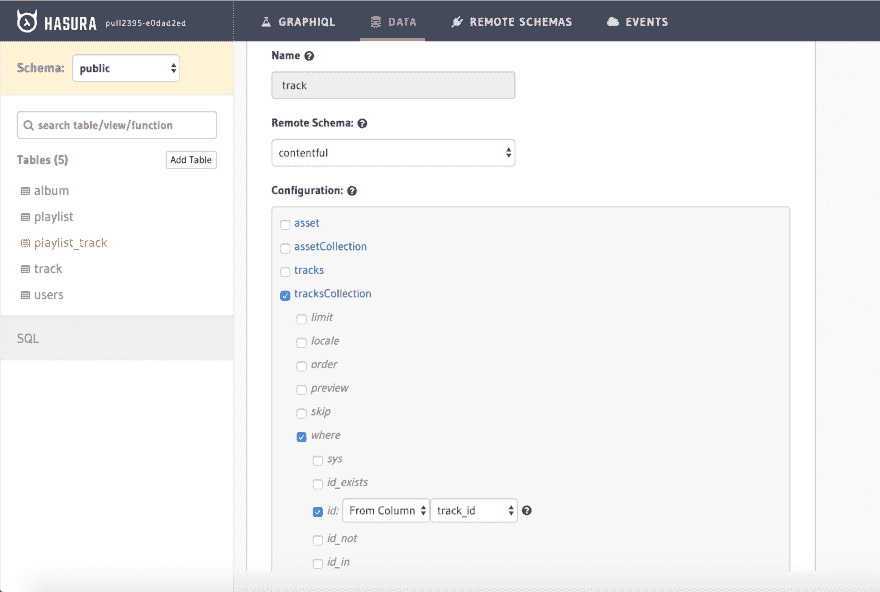 HASURA pull2395-e0dad2ed
GRAPHIQL DATA REMOTE SCHEMAS EVENTS
Schema: public
search table/view/function
Tables (5) Add Table
album
playlist
playlist_track
track
users
SQL
Name
track
Remote Schema:
contentful
Configuration:
asset
assetCollection
tracks
tracksCollection
limit
locale
order
preview
skip
where
sys
id_exists
id: From Column track_id
id_not
id_in